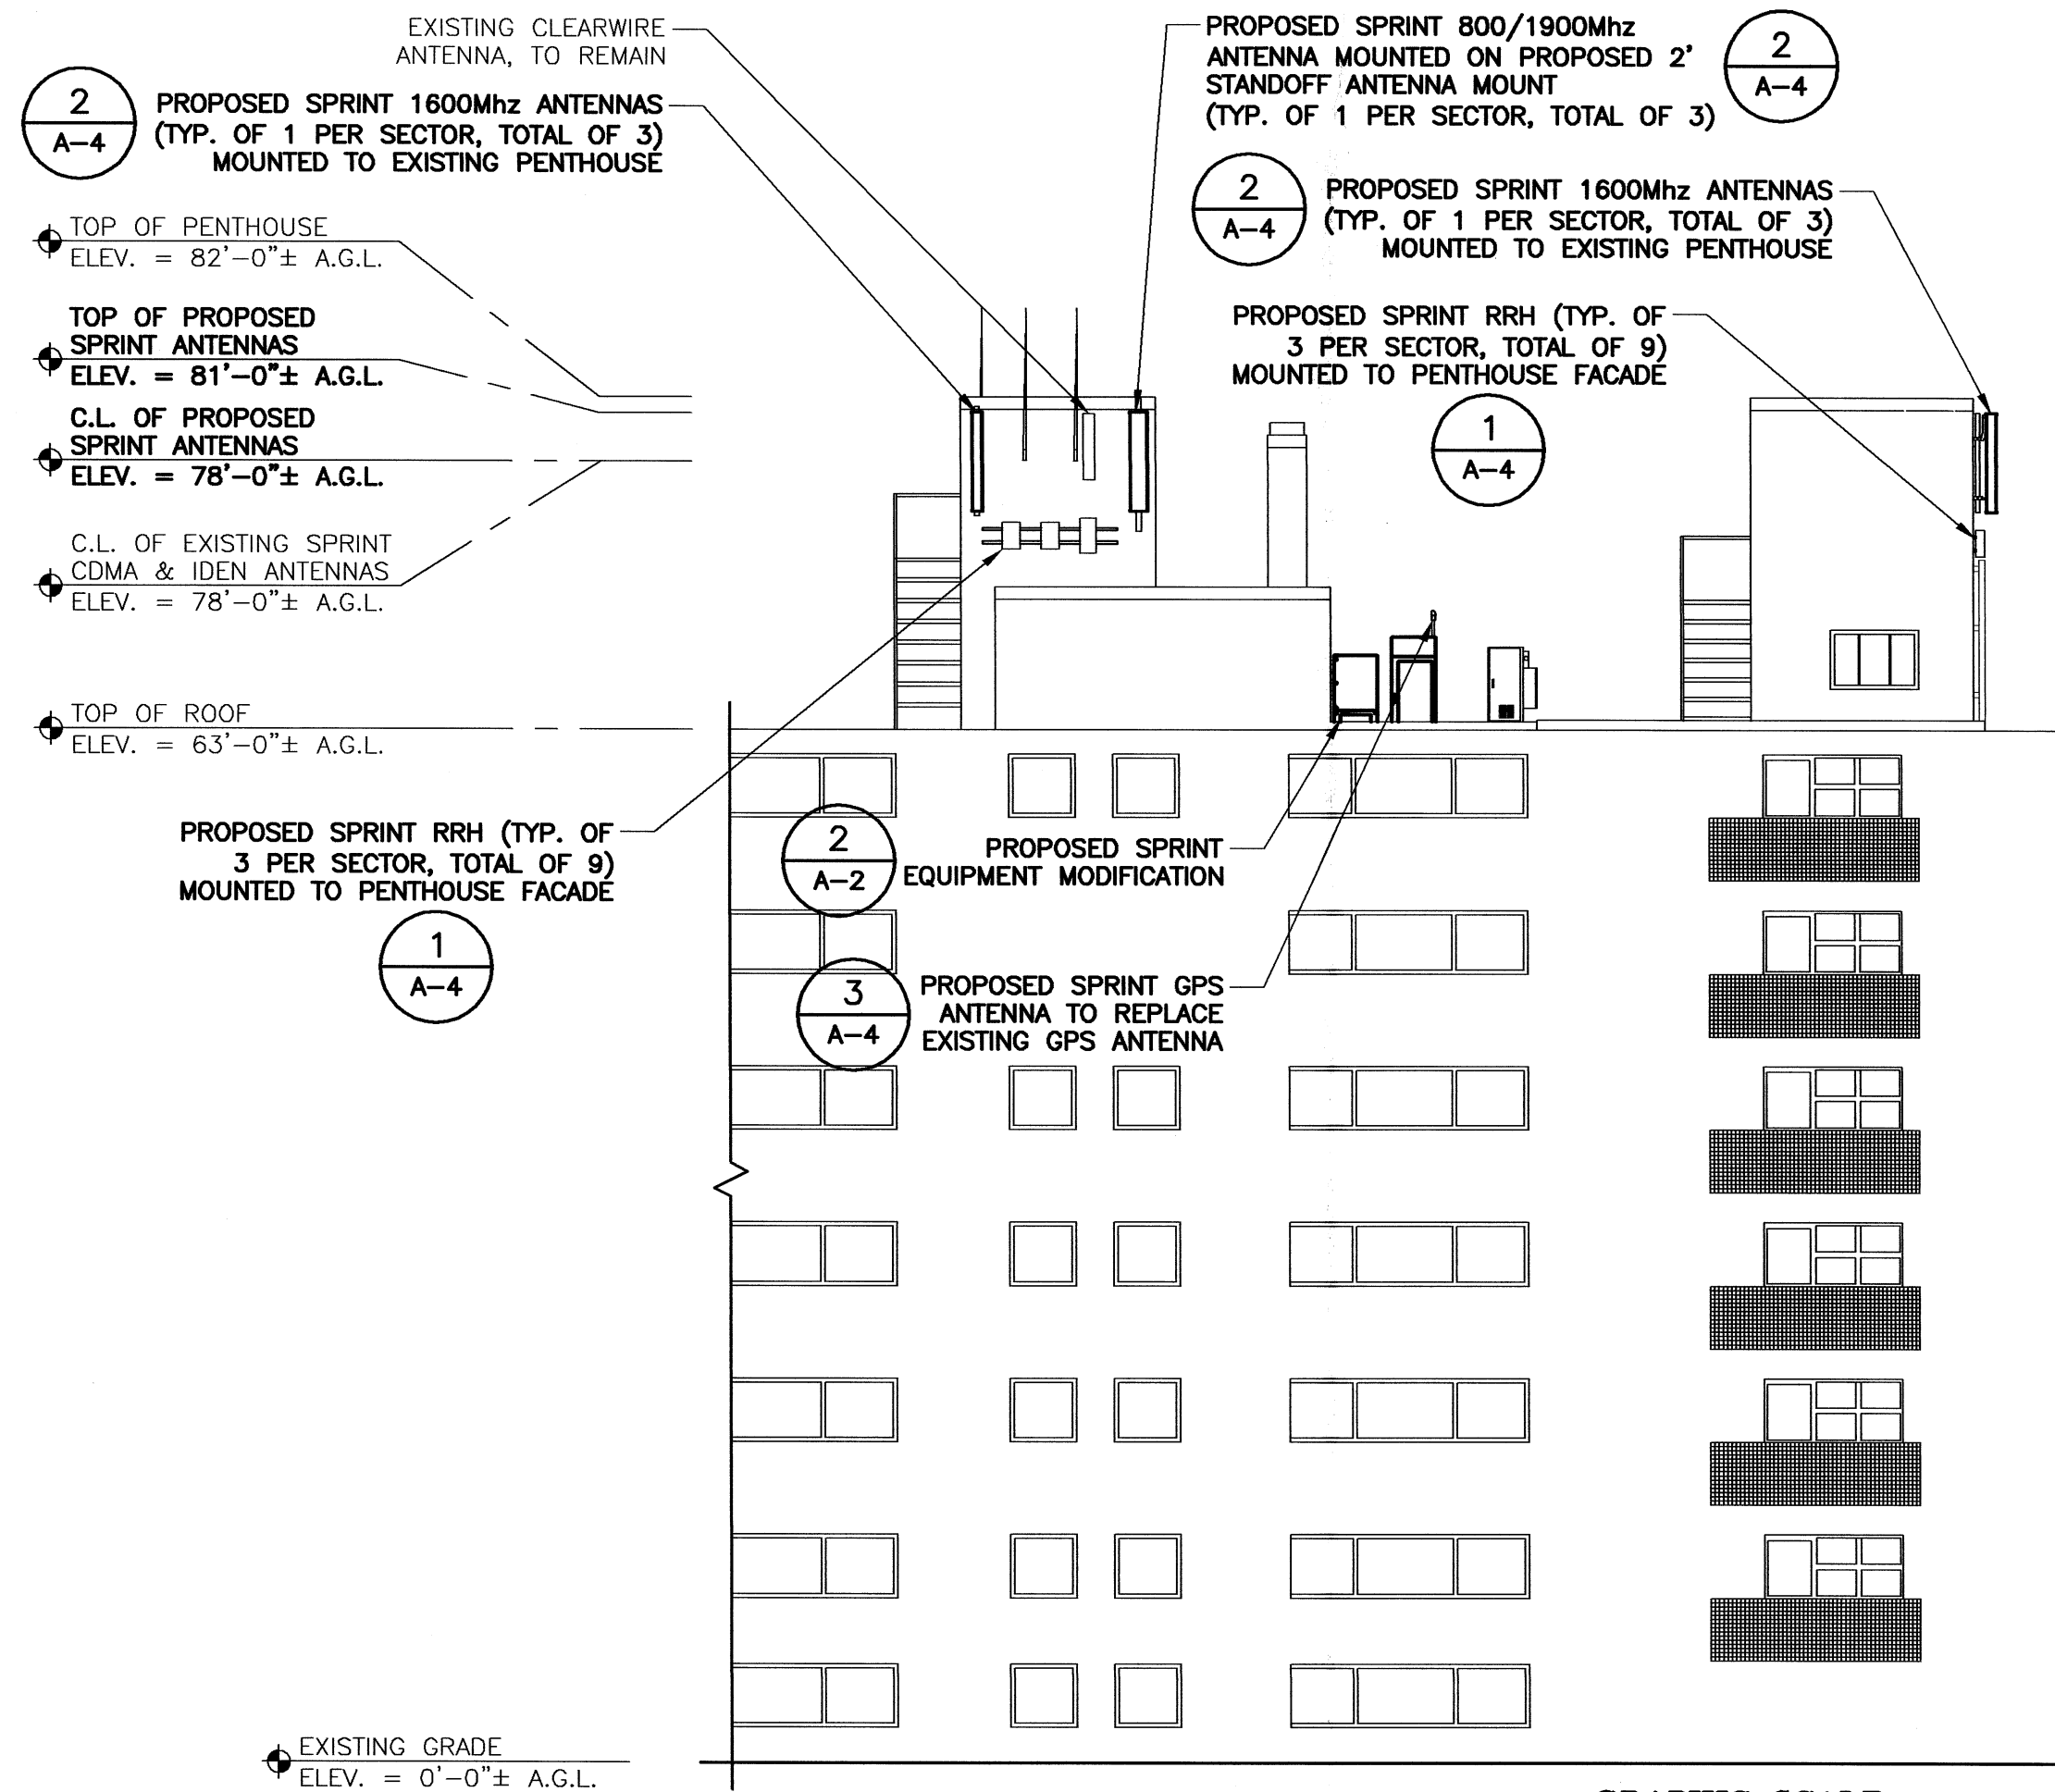 EXISTING CLEARWIRE
ANTENNA, TO REMAIN
2
A-4
PROPOSED SPRINT 1600Mhz ANTENNAS
(TYP. OF 1 PER SECTOR, TOTAL OF 3)
MOUNTED TO EXISTING PENTHOUSE
PROPOSED SPRINT 800/1900Mhz
ANTENNA MOUNTED ON PROPOSED 2'
STANDOFF ANTENNA MOUNT
(TYP. OF 1 PER SECTOR, TOTAL OF 3)
2
A-4
2
A-4
PROPOSED SPRINT 1600Mhz ANTENNAS
(TYP. OF 1 PER SECTOR, TOTAL OF 3)
MOUNTED TO EXISTING PENTHOUSE
TOP OF PENTHOUSE
ELEV. = 82'-0"± A.G.L.
TOP OF PROPOSED
SPRINT ANTENNAS
ELEV. = 81'-0"± A.G.L.
C.L. OF PROPOSED
SPRINT ANTENNAS
ELEV. = 78'-0"± A.G.L.
C.L. OF EXISTING SPRINT
CDMA & IDEN ANTENNAS
ELEV. = 78'-0"± A.G.L.
PROPOSED SPRINT RRH (TYP. OF
3 PER SECTOR, TOTAL OF 9)
MOUNTED TO PENTHOUSE FACADE
1
A-4
TOP OF ROOF
ELEV. = 63'-0"± A.G.L.
PROPOSED SPRINT RRH (TYP. OF
3 PER SECTOR, TOTAL OF 9)
MOUNTED TO PENTHOUSE FACADE
1
A-4
2
A-2
PROPOSED SPRINT
EQUIPMENT MODIFICATION
3
A-4
PROPOSED SPRINT GPS
ANTENNA TO REPLACE
EXISTING GPS ANTENNA
EXISTING GRADE
ELEV. = 0'-0"± A.G.L.
GRAPHIC SCALE